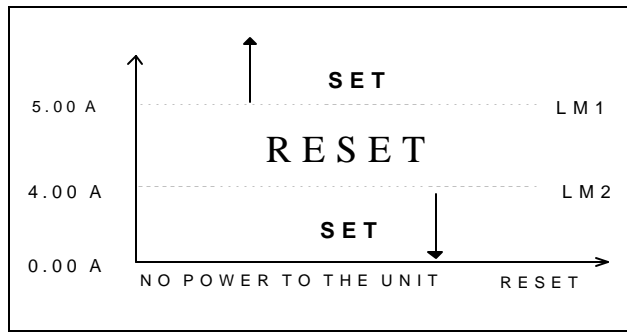 SET
5.00 A
LM1
RESET
4.00 A
LM2
SET
0.00 A
NO POWER TO THE UNIT RESET